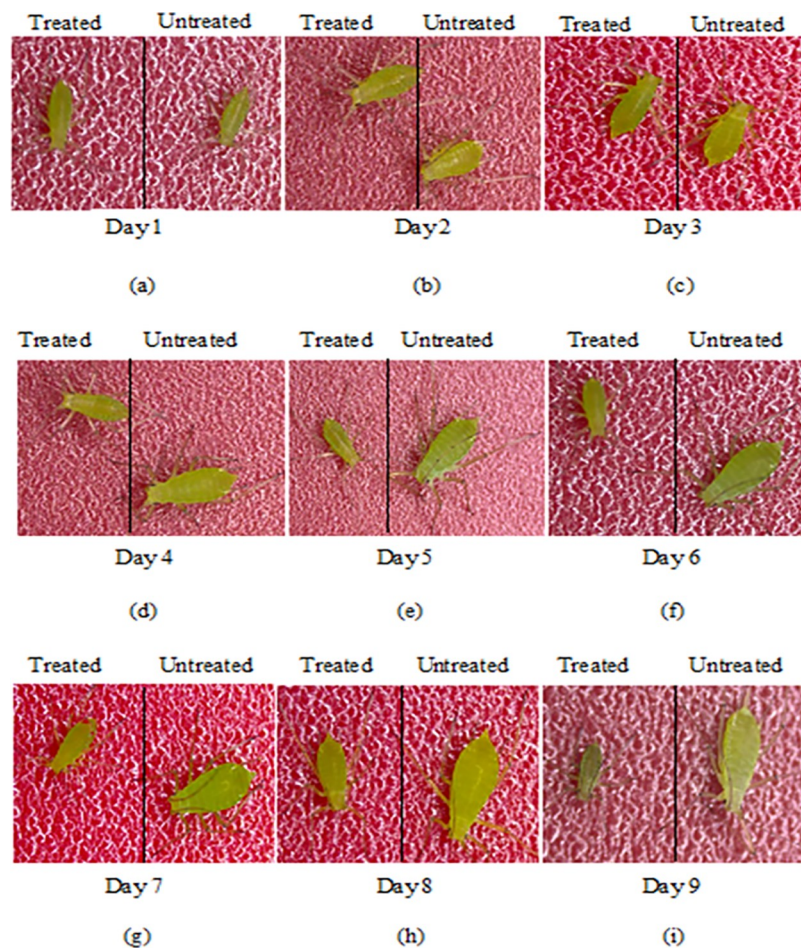 Treated Untreated Treated Untreated Treated Untreated
Day 1 Day 2 Day 3
(a) (b) (c)
Treated Untreated Treated Untreated Treated Untreated
Day 4 Day 5 Day 6
(d) (e) (f)
Treated Untreated Treated Untreated Treated Untreated
Day 7 Day 8 Day 9
(g) (h) (i)